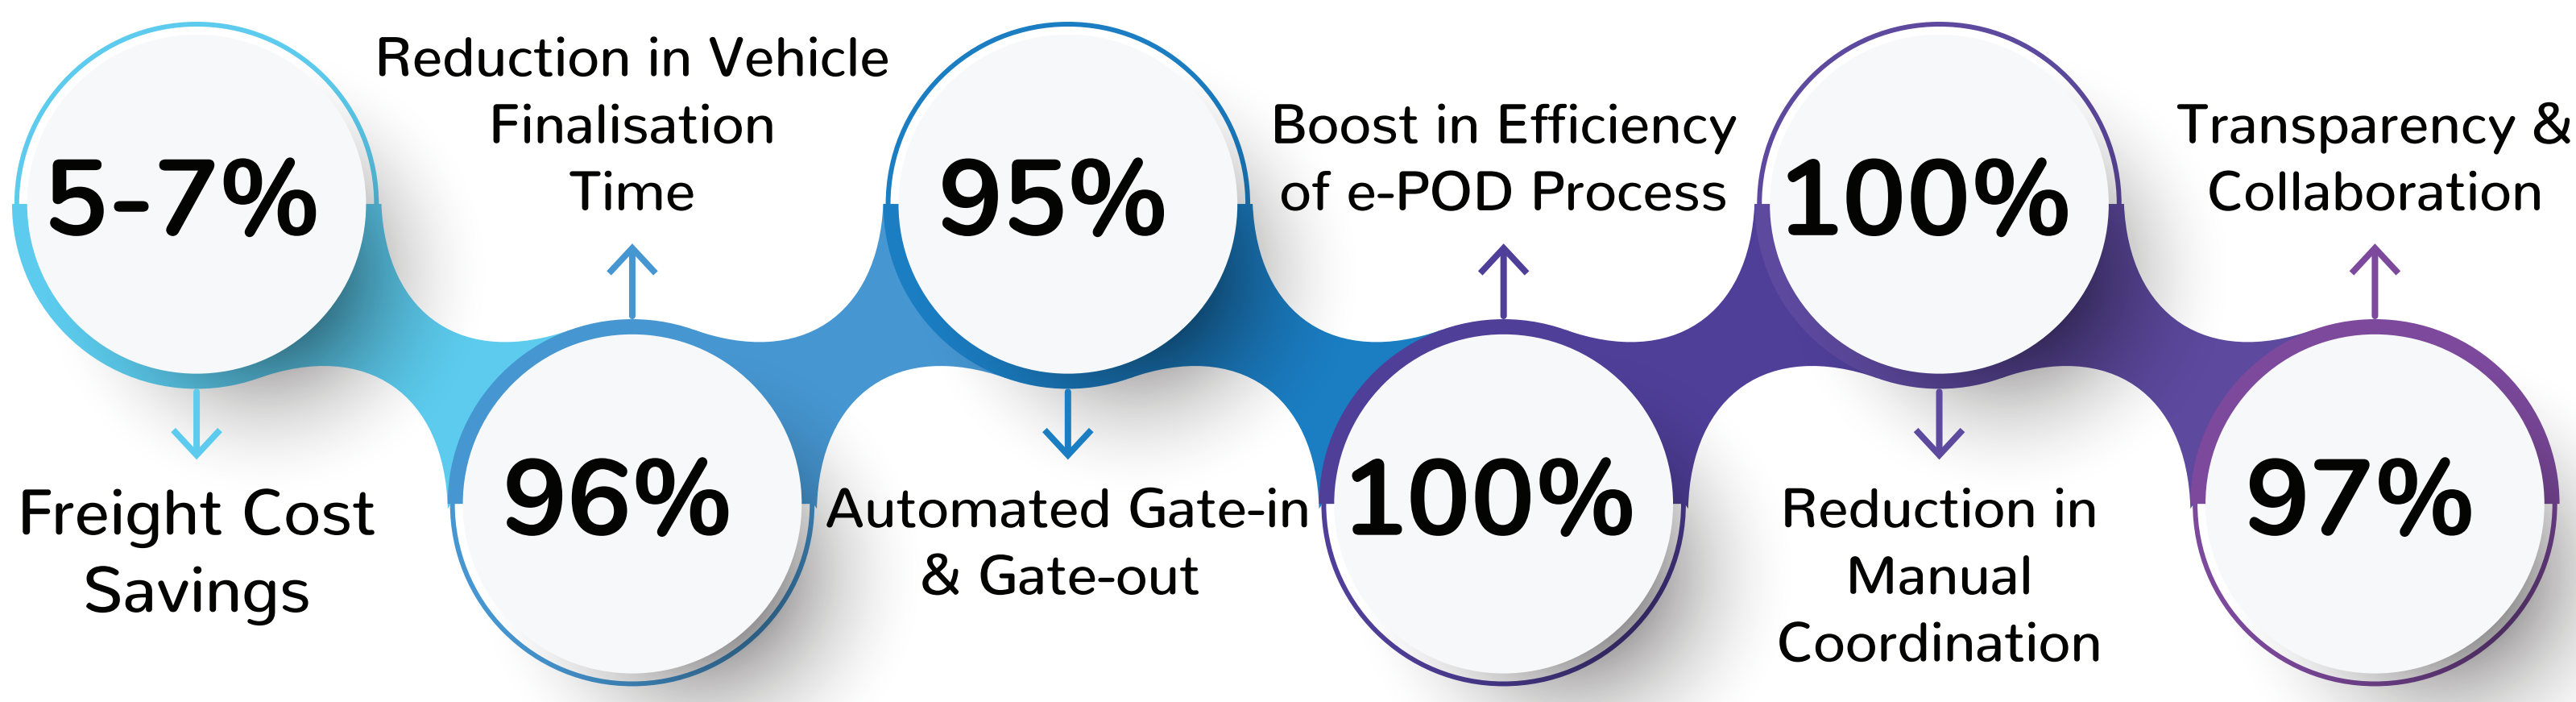 5-7%
Freight Cost
Savings
Reduction in Vehicle
Finalisation
Time
96%
95%
Automated Gate-in
& Gate-out
Boost in Efficiency
of e-POD Process
100%
100%
Reduction in
Manual
Coordination
Transparency &
Collaboration
97%